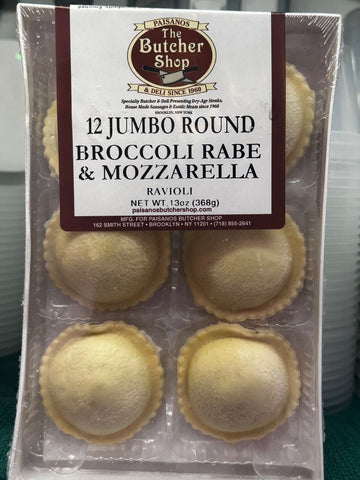 PAISANOS
The
Butcher
Shop
& DELI SINCE 1960
Specialty Butcher & Deli Presenting Dry-Age Steaks,
House Made Sausages & Exotic Meats since 1960
BROOKLYN, NEW YORK
12 JUMBO ROUND
BROCCOLI RABE
& MOZZARELLA
RAVIOLI
NET WT. 13oz (368g)
paisanosbutchershop.com
MFG. FOR PAISANOS BUTCHER SHOP
162 SMITH STREET • BROOKLYN • NY 11201 • (718) 855-2641